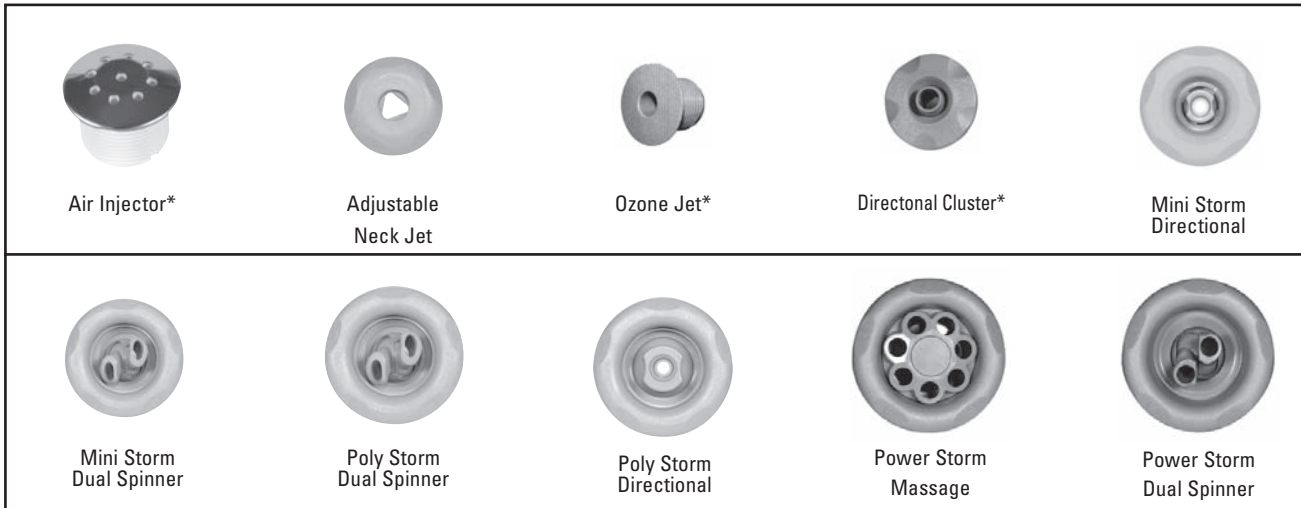 Air Injector*
Adjustable
Neck Jet
Ozone Jet*
Directonal Cluster*
Mini Storm
Directional
Mini Storm
Dual Spinner
Poly Storm
Dual Spinner
Poly Storm
Directional
Power Storm
Massage
Power Storm
Dual Spinner